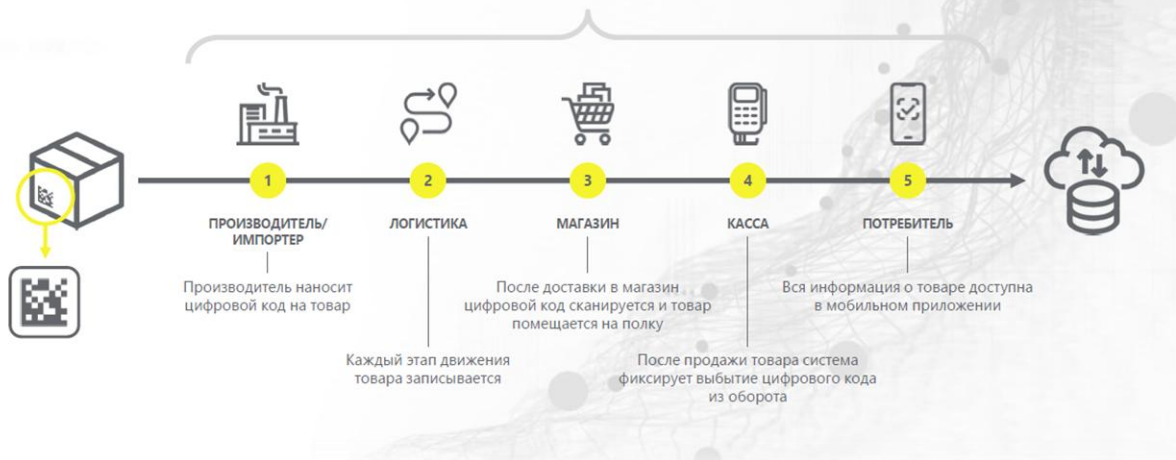 1
2
3
4
5
ПРОИЗВОДИТЕЛЬ/
ИМПОРТЕР
ЛОГИСТИКА
МАГАЗИН
КАССА
ПОТРЕБИТЕЛЬ
Производитель наносит
цифровой код на товар
Каждый этап движения
товара записывается
После доставки в магазин
цифровой код сканируется и товар
помещается на полку
После продажи товара система
фиксирует выбытие цифрового кода
из оборота
Вся информация о товаре доступна
в мобильном приложении